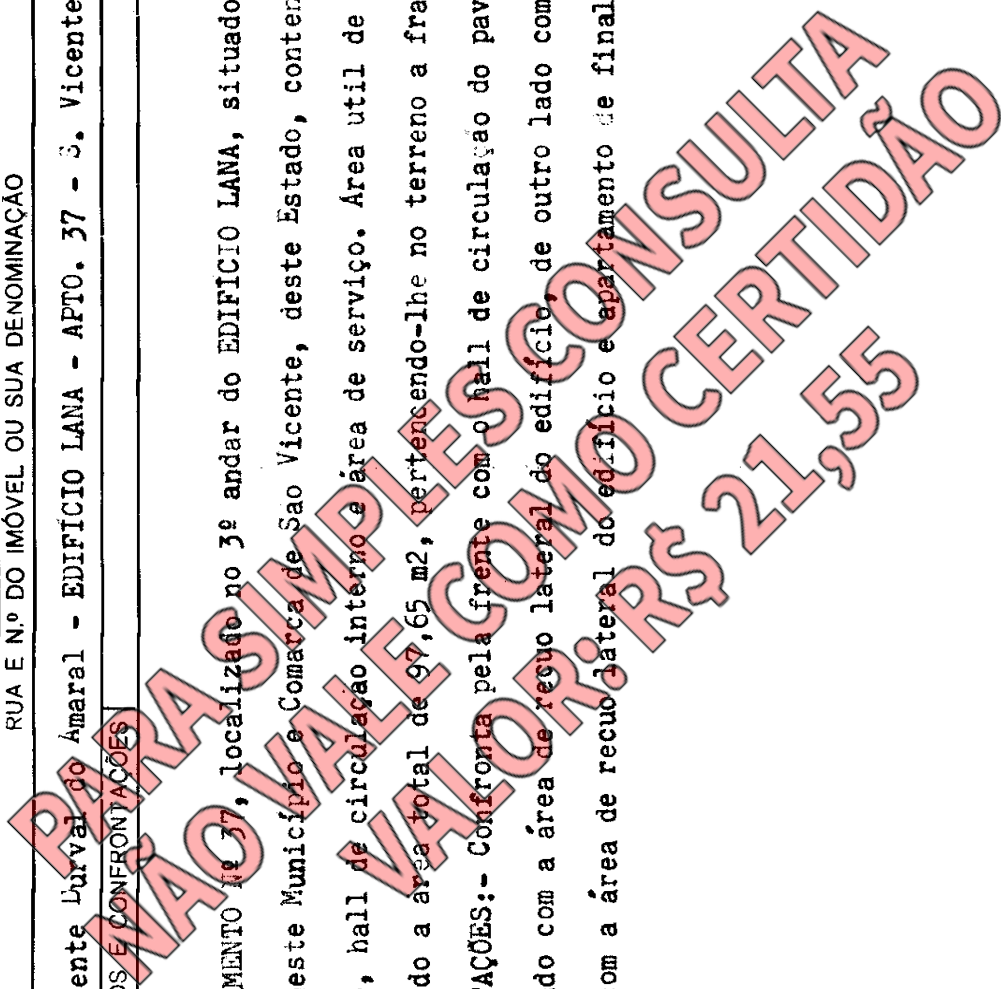 RUA E N.º DO IMÓVEL OU SUA DENOMINAÇÃO
ente Durval do Amaral - EDIFÍCIO LANA - APTO. 37 - S. Vicente
OS E CONFRONTAÇÕES
MENTO Nº 37, localizado no 3º andar do EDIFÍCIO LANA, situado
este Município e Comarca de Sao Vicente, deste Estado, conten
, hall de circulação interno e área de serviço. Área util de
do a área total de 97,65 m2, pertencendo-lhe no terreno a fra
AÇÕES:- Confronta pela frente com o hall de circulação do pav
do com a área de recuo lateral do edifício, de outro lado com
om a área de recuo lateral do edifício e apartamento de final
PARA SIMPLES CONSULTA
NÃO VALE COMO CERTIDÃO
VALOR: R$ 21,55